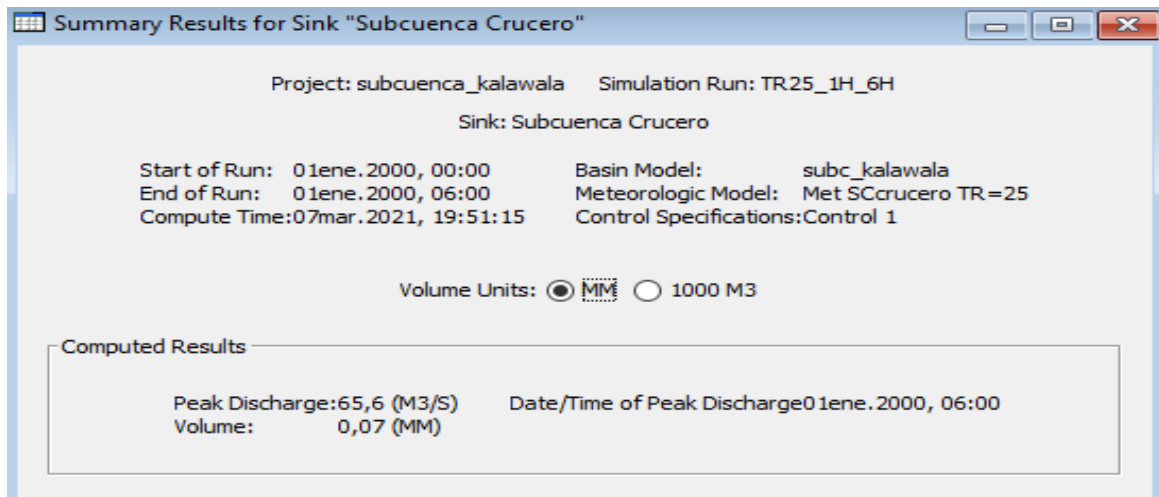 Summary Results for Sink "Subcuenca Crucero"
Project: subcuenca_kalawala Simulation Run: TR25_1H_6H
Sink: Subcuenca Crucero
Start of Run: 01ene.2000, 00:00 Basin Model: subc_kalawala
End of Run: 01ene.2000, 06:00 Meteorologic Model: Met SCcrucero TR=25
Compute Time:07mar.2021, 19:51:15 Control Specifications:Control 1
Volume Units: MM 1000 M3
Computed Results
Peak Discharge:65,6 (M3/S) Date/Time of Peak Discharge01ene.2000, 06:00
Volume: 0,07 (MM)